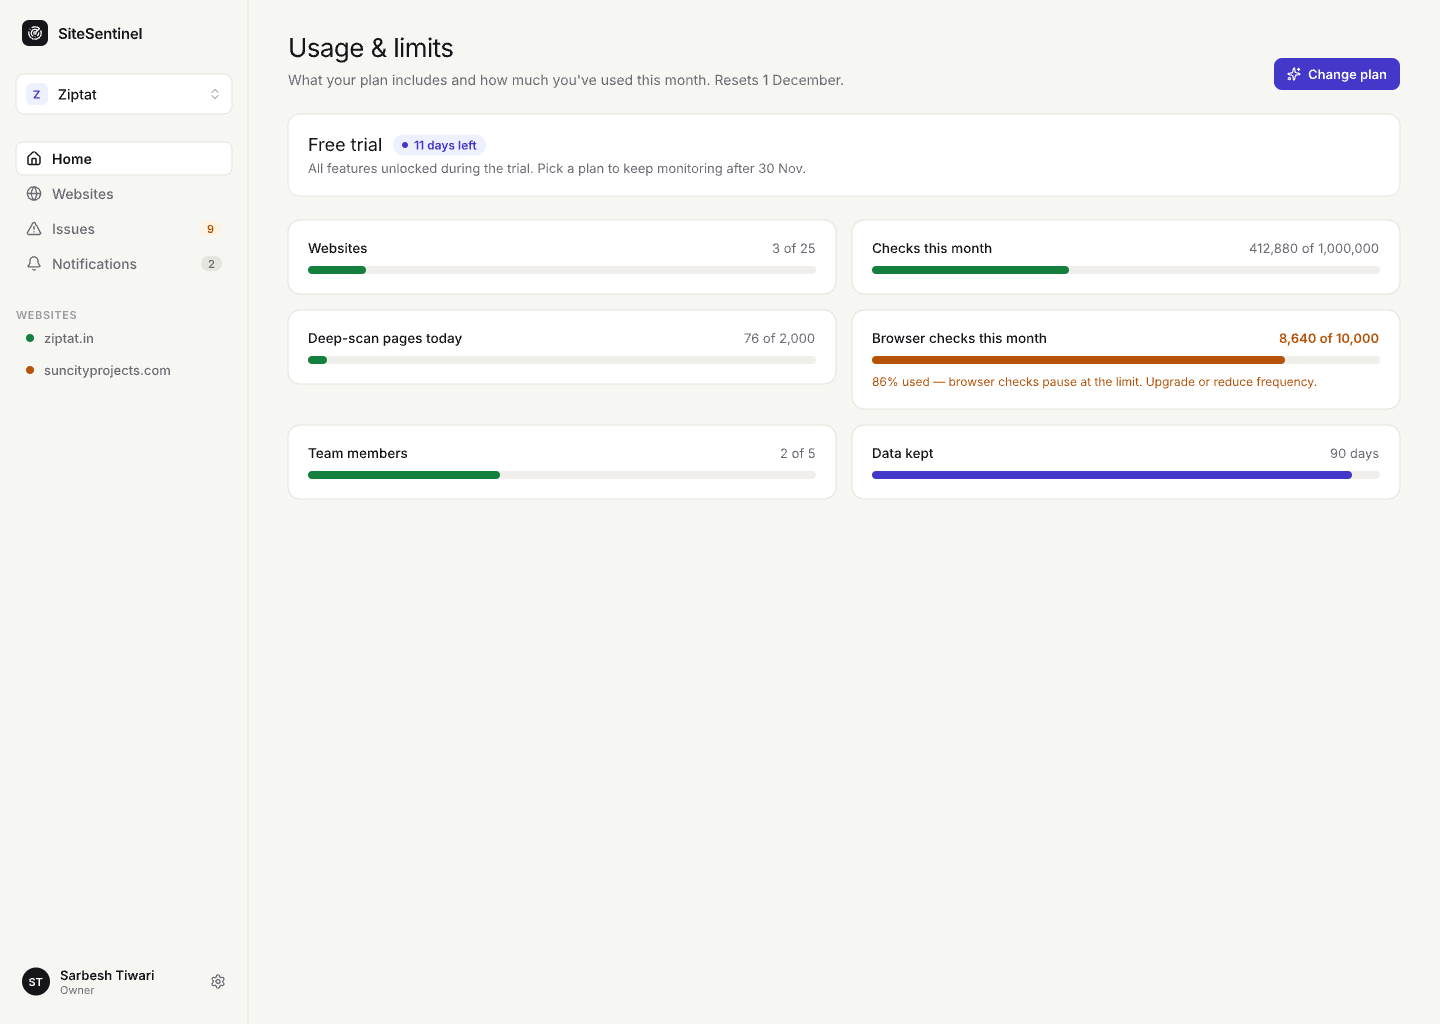 SiteSentinel
Z Ziptat
Home
Websites
Issues 9
Notifications 2
WEBSITES
ziptat.in
suncityprojects.com
ST Sarbesh Tiwari
Owner
Usage & limits
What your plan includes and how much you've used this month. Resets 1 December.
Change plan
Free trial 11 days left
All features unlocked during the trial. Pick a plan to keep monitoring after 30 Nov.
Websites 3 of 25
Checks this month 412,880 of 1,000,000
Deep-scan pages today 76 of 2,000
Browser checks this month 8,640 of 10,000
86% used — browser checks pause at the limit. Upgrade or reduce frequency.
Team members 2 of 5
Data kept 90 days